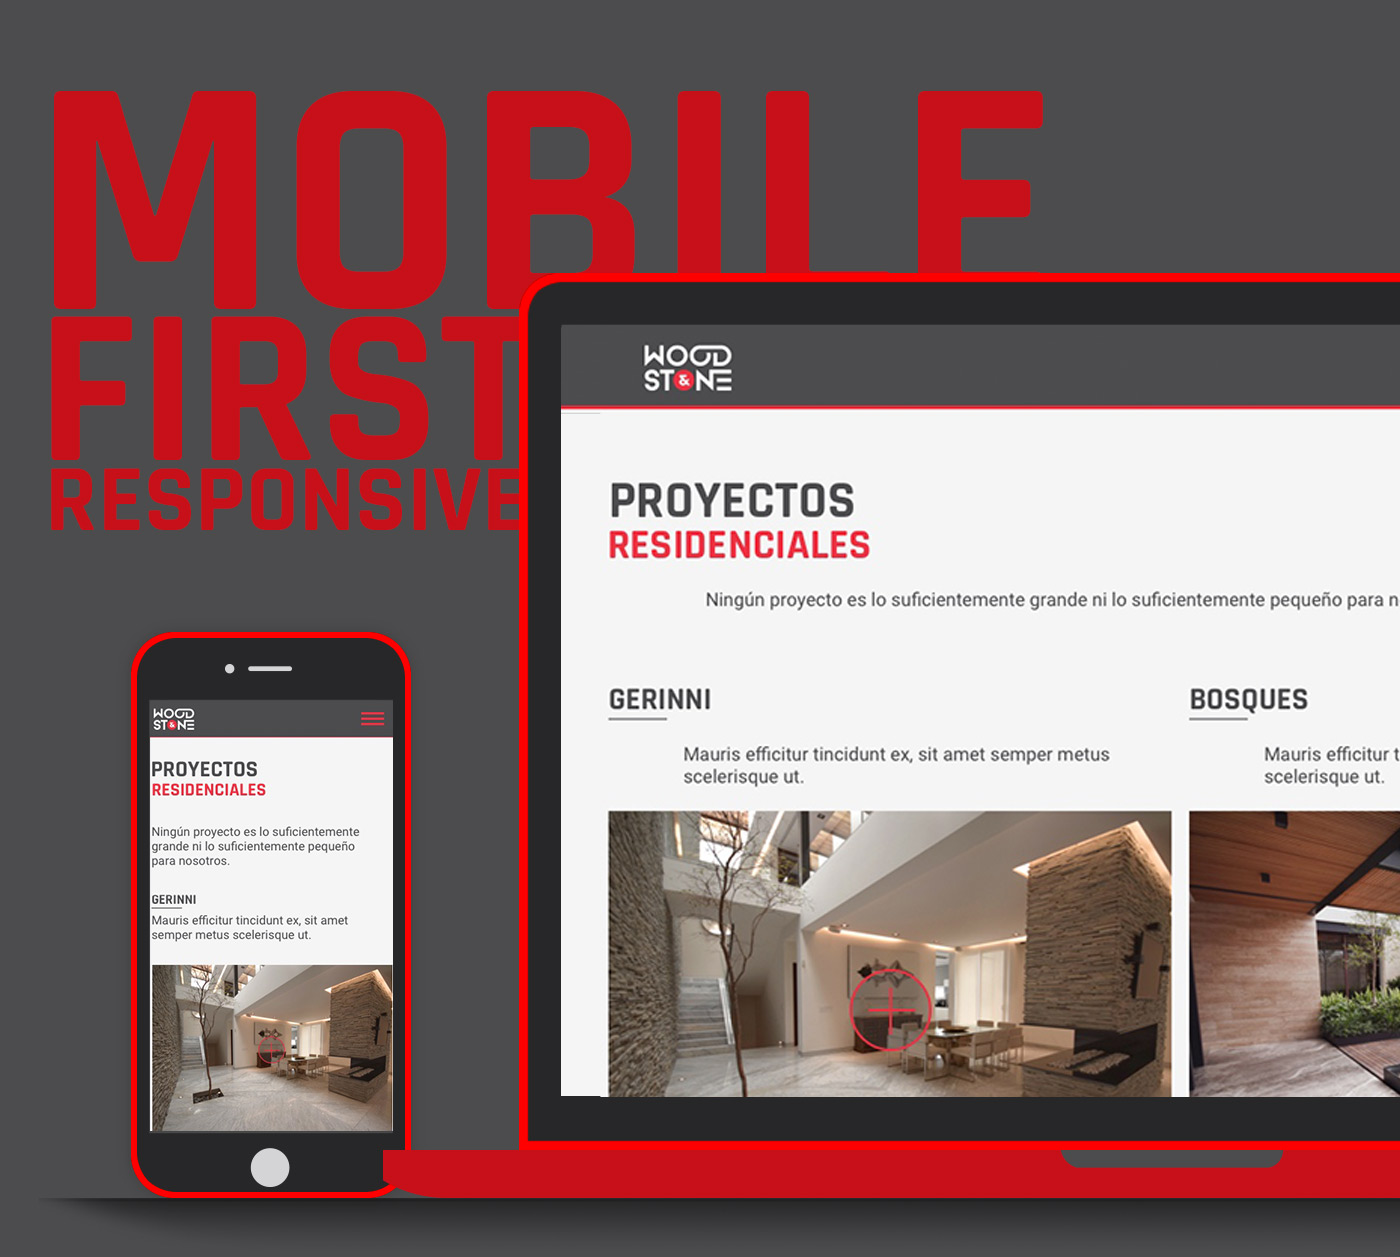 MOBILE
FIRST
RESPONSIVE
WOOD
ST&NE
PROYECTOS
RESIDENCIALES
Ningún proyecto es lo suficientemente grande ni lo suficientemente pequeño para n
GERINNI
Mauris efficitur tincidunt ex, sit amet semper metus
scelerisque ut.
BOSQUES
Mauris efficitur t
scelerisque ut.
WOOD
ST&NE
PROYECTOS
RESIDENCIALES
Ningún proyecto es lo suficientemente
grande ni lo suficientemente pequeño
para nosotros.
GERINNI
Mauris efficitur tincidunt ex, sit amet
semper metus scelerisque ut.